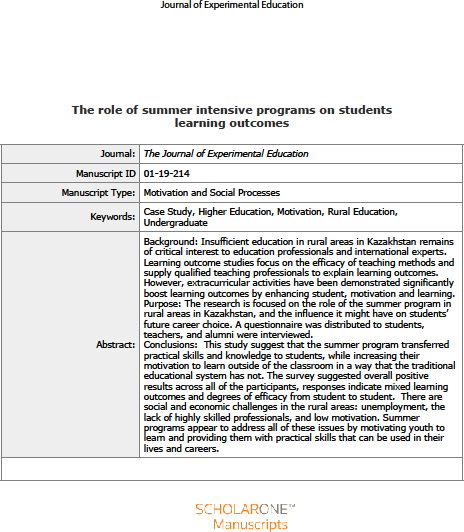 Journal of Experimental Education
The role of summer intensive programs on students
learning outcomes
Journal: The Journal of Experimental Education
Manuscript ID 01-19-214
Manuscript Type: Motivation and Social Processes
Keywords: Case Study, Higher Education, Motivation, Rural Education,
Undergraduate
Abstract:
Background: Insufficient education in rural areas in Kazakhstan remains
of critical interest to education professionals and international experts.
Learning outcome studies focus on the efficacy of teaching methods and
supply qualified teaching professionals to explain learning outcomes.
However, extracurricular activities have been demonstrated significantly
boost learning outcomes by enhancing student, motivation and learning.
Purpose: The research is focused on the role of the summer program in
rural areas in Kazakhstan, and the influence it might have on students'
future career choice. A questionnaire was distributed to students,
teachers, and alumni were interviewed.
Conclusions:  This study suggest that the summer program transferred
practical skills and knowledge to students, while increasing their
motivation to learn outside of the classroom in a way that the traditional
educational system has not. The survey suggested overall positive
results across all of the participants, responses indicate mixed learning
outcomes and degrees of efficacy from student to student.  There are
social and economic challenges in the rural areas: unemployment, the
lack of highly skilled professionals, and low motivation. Summer
programs appear to address all of these issues by motivating youth to
learn and providing them with practical skills that can be used in their
lives and careers.
SCHOLARONE™
Manuscripts